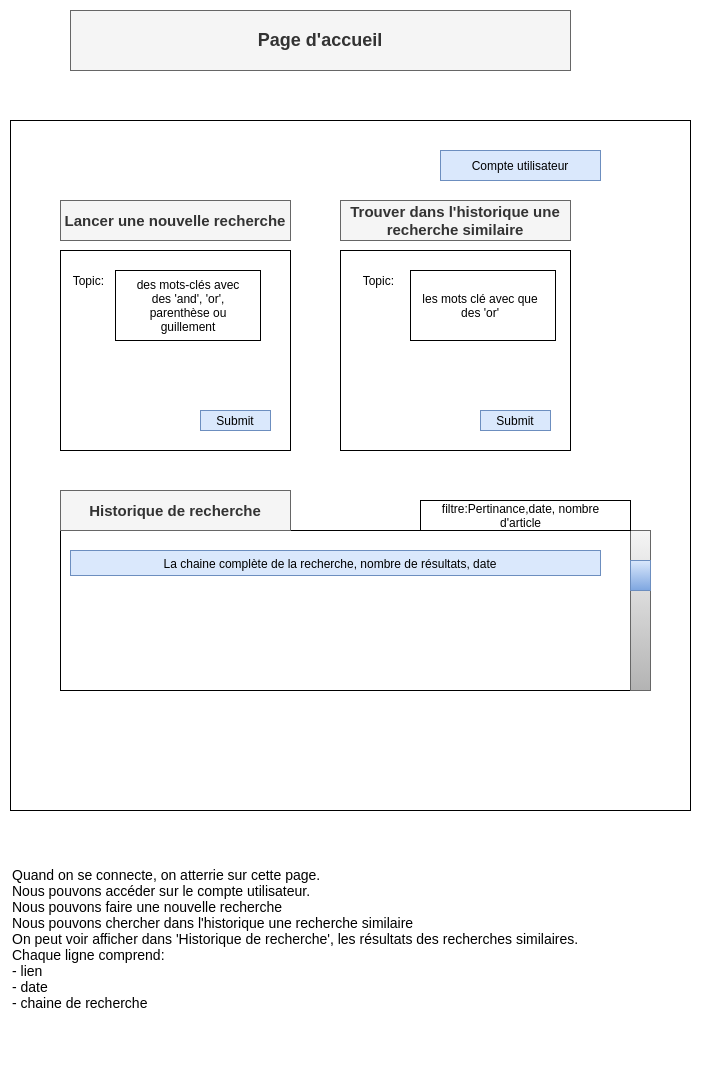 Page d'accueil
Compte utilisateur
Lancer une nouvelle recherche
Trouver dans l'historique une
recherche similaire
Topic:
des mots-clés avec
des 'and', 'or',
parenthèse ou
guillement
Submit
Topic:
les mots clé avec que
des 'or'
Submit
Historique de recherche
filtre:Pertinance,date, nombre
d'article
La chaine complète de la recherche, nombre de résultats, date
Quand on se connecte, on atterrie sur cette page.
Nous pouvons accéder sur le compte utilisateur.
Nous pouvons faire une nouvelle recherche
Nous pouvons chercher dans l'historique une recherche similaire
On peut voir afficher dans 'Historique de recherche', les résultats des recherches similaires.
Chaque ligne comprend:
- lien
- date
- chaine de recherche